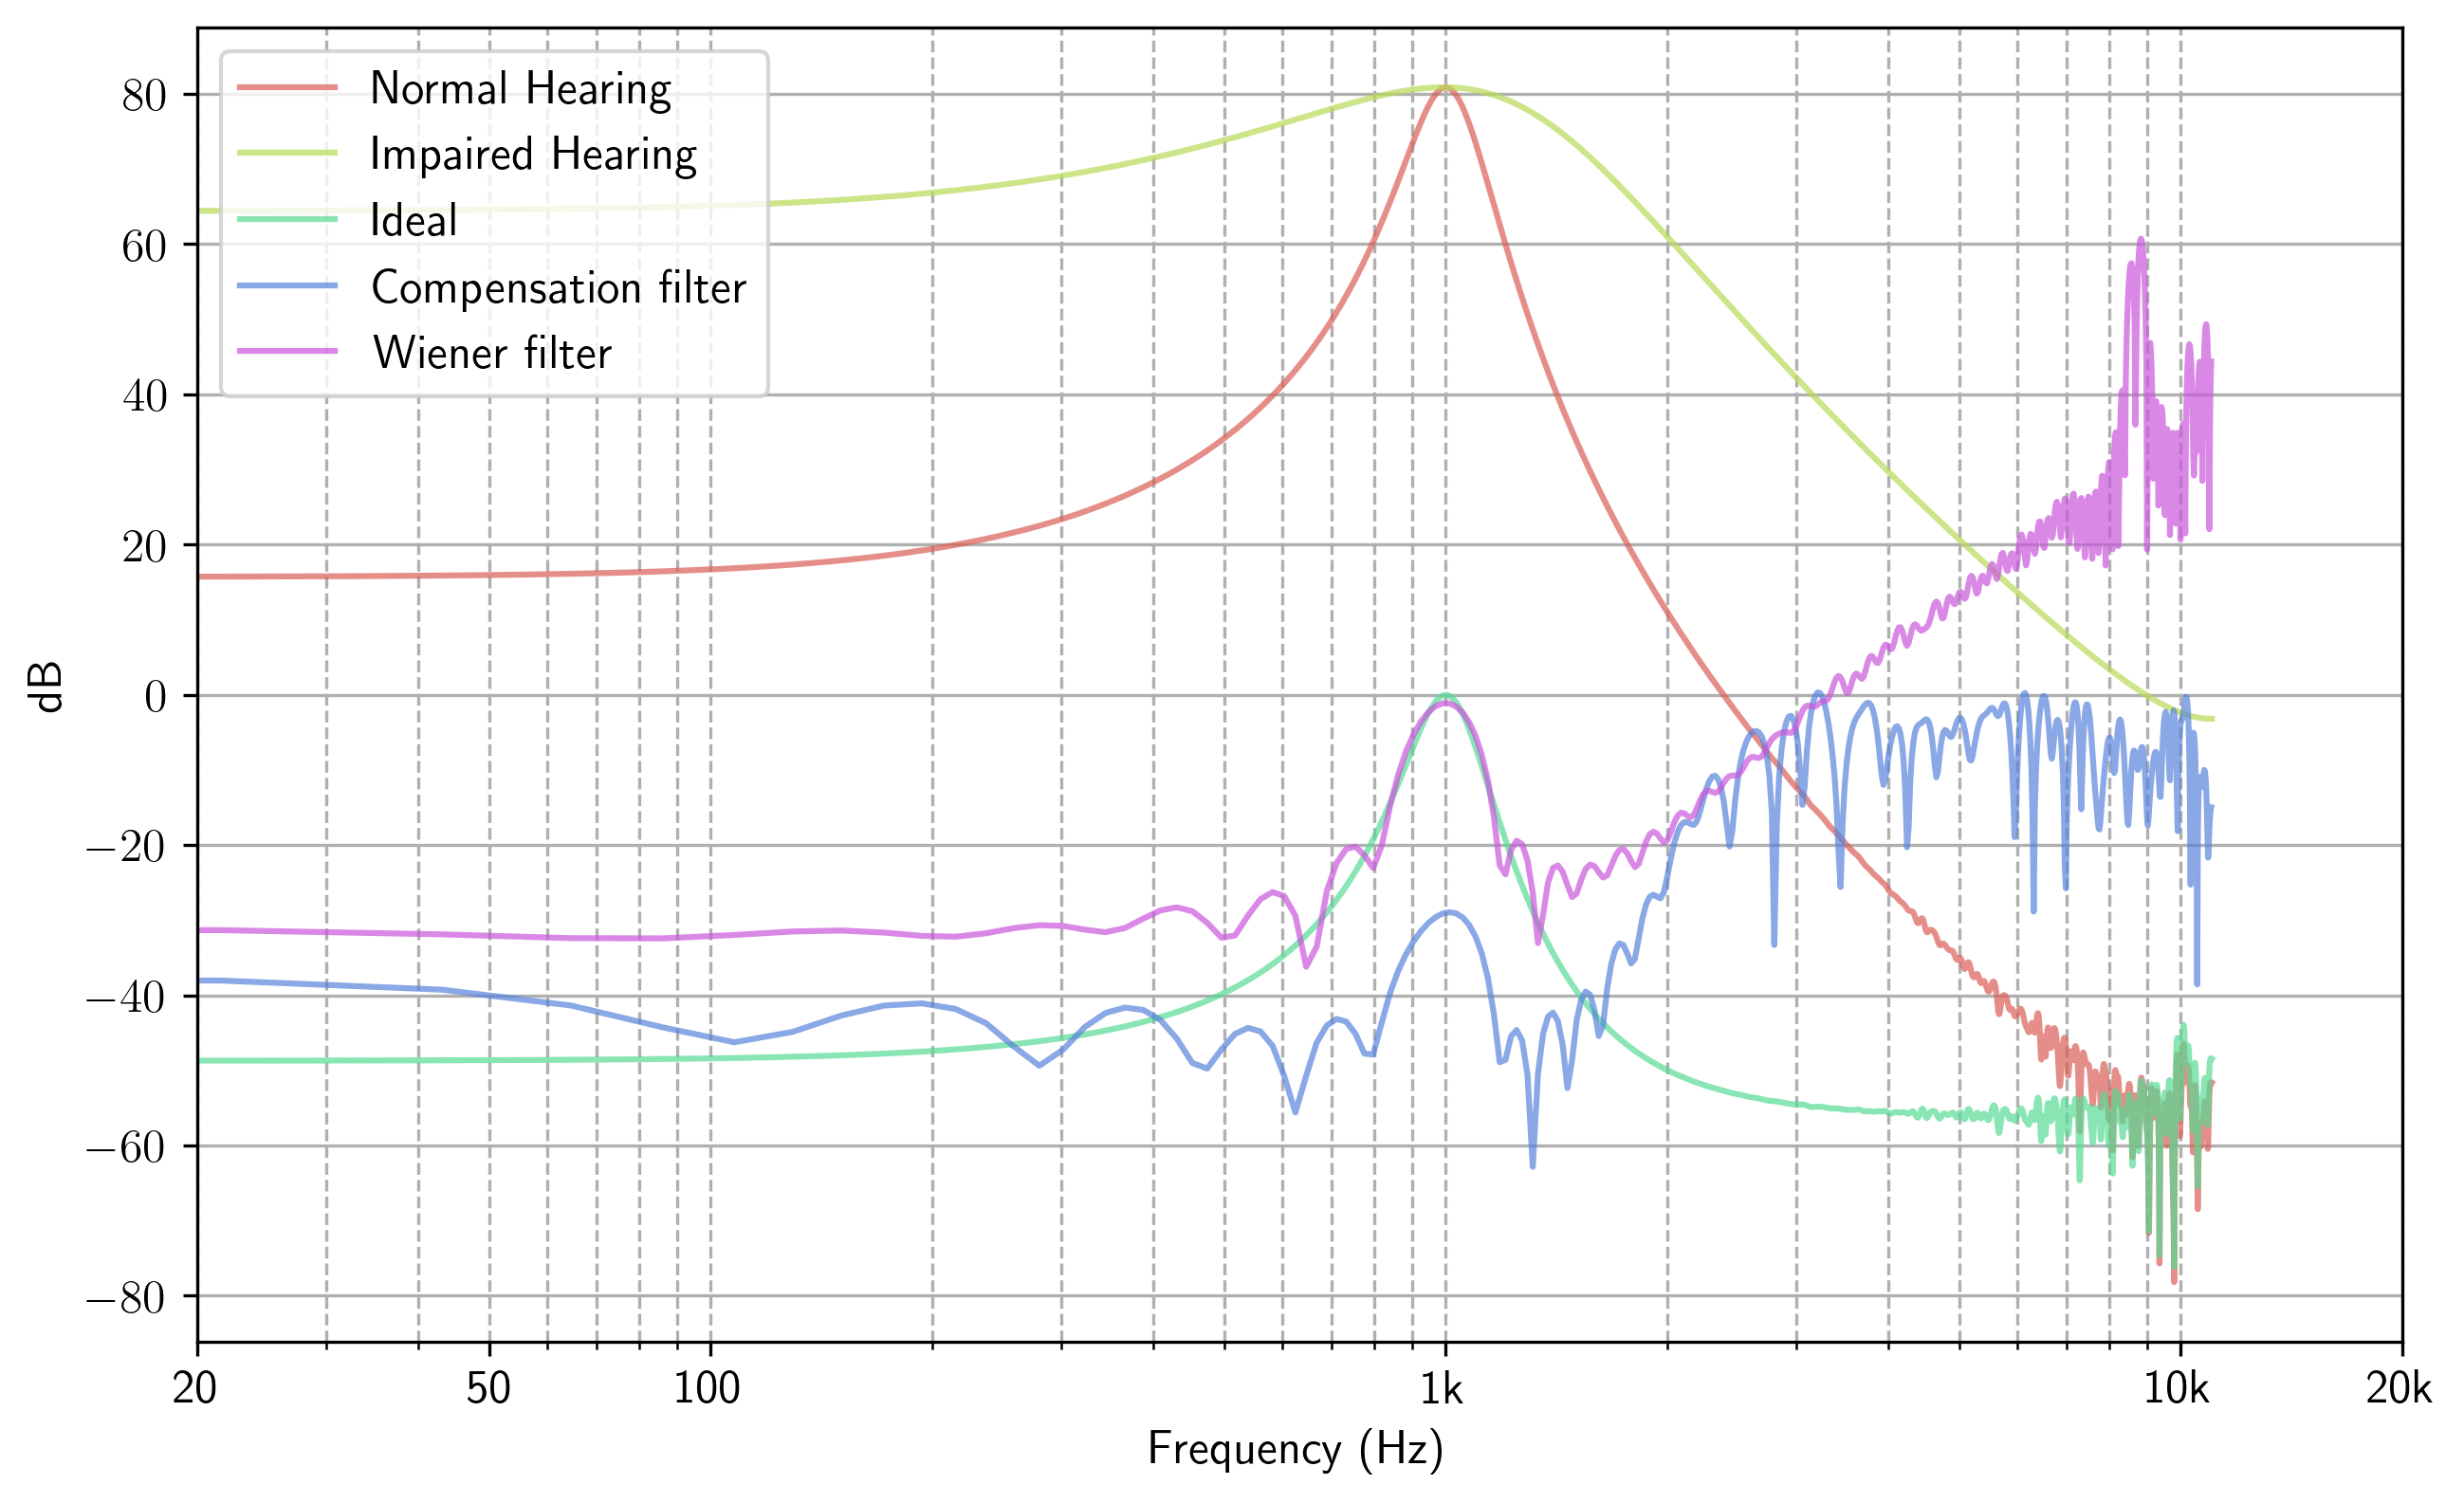 Normal Hearing
Impaired Hearing
Ideal
Compensation filter
Wiener filter
dB
80
60
40
20
0
−20
−40
−60
−80
20 50 100 1k 10k 20k
Frequency (Hz)